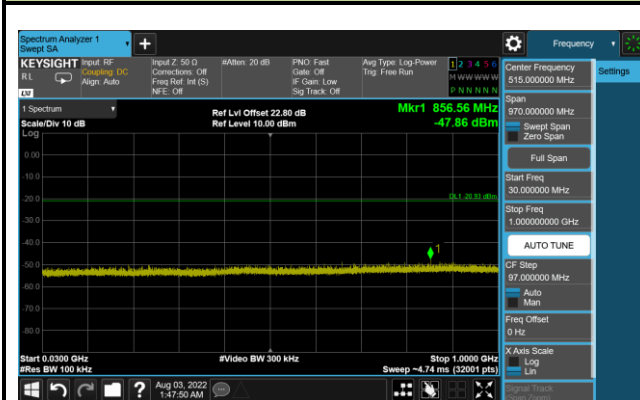 Spectrum Analyzer 1
Swept SA
Frequency
KEYSIGHT
RL
LXI
Input: RF
Coupling: DC
Align: Auto
Input Z: 50 Ω
Corrections: Off
Freq Ref: Int (S)
NFE: Off
#Atten: 20 dB
PNO: Fast
Gate: Off
IF Gain: Low
Sig Track: Off
Avg Type: Log-Power
Trig: Free Run
1 2 3 4 5 6
M W W W W W
P N N N N N
1 Spectrum
Scale/Div 10 dB
Log
Ref Lvl Offset 22.80 dB
Ref Level 10.00 dBm
Mkr1 856.56 MHz
-47.86 dBm
0.00
-10.0
-20.0
-30.0
-40.0
-50.0
-60.0
-70.0
-80.0
DL1 -20.93 dBm
1
Start 0.0300 GHz
#Res BW 100 kHz
#Video BW 300 kHz
Stop 1.0000 GHz
Sweep ~4.74 ms (32001 pts)
Center Frequency
515.000000 MHz
Settings
Span
970.000000 MHz
Swept Span
Zero Span
Full Span
Start Freq
30.000000 MHz
Stop Freq
1.000000000 GHz
AUTO TUNE
CF Step
97.000000 MHz
Auto
Man
Freq Offset
0 Hz
X Axis Scale
Log
Lin
Signal Track
(Span Zoom)
?
Aug 03, 2022
1:47:50 AM